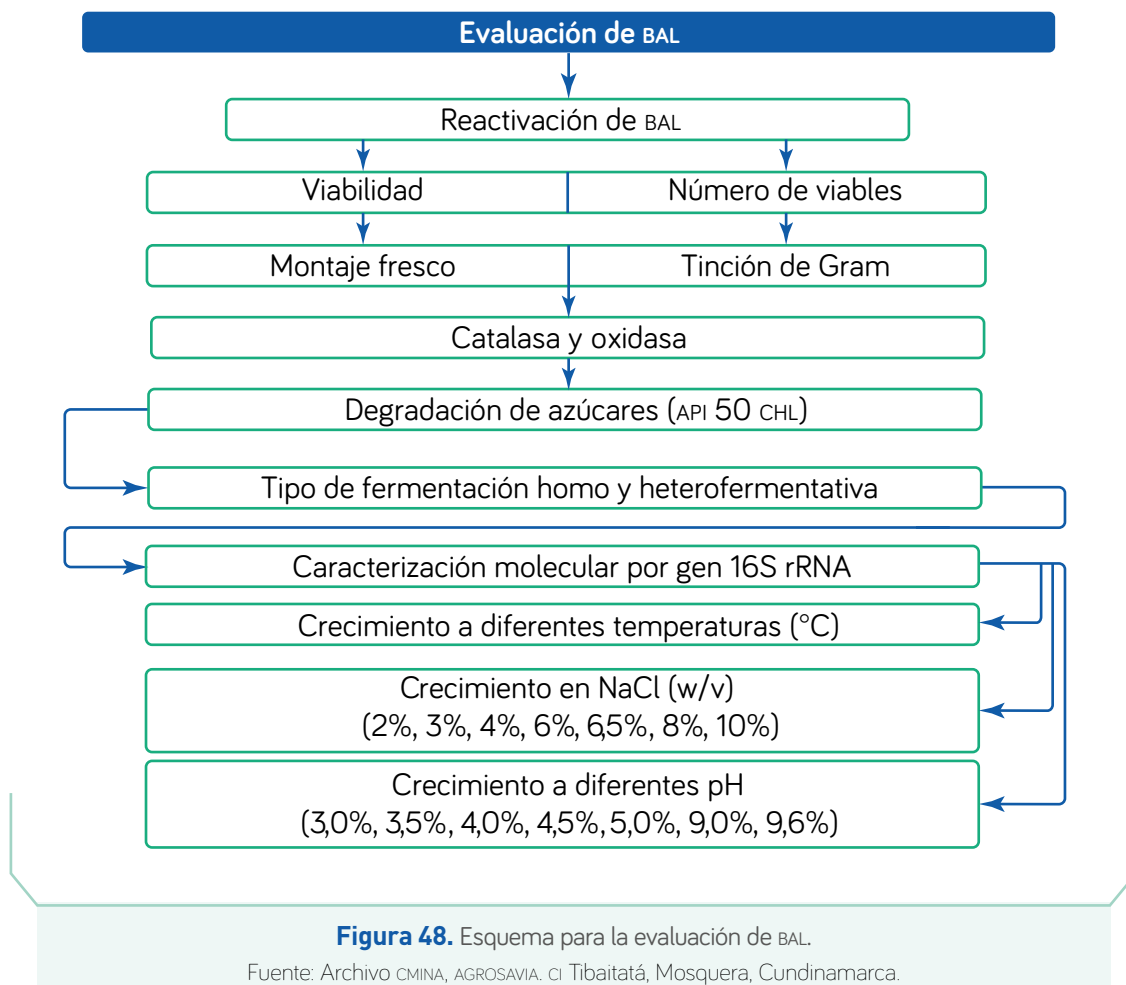 Evaluación de BAL
Reactivación de BAL
Viabilidad
Número de viables
Montaje fresco
Tinción de Gram
Catalasa y oxidasa
Degradación de azúcares (API 50 CHL)
Tipo de fermentación homo y heterofermentativa
Caracterización molecular por gen 16S rRNA
Crecimiento a diferentes temperaturas (°C)
Crecimiento en NaCl (w/v)
(2%, 3%, 4%, 6%, 6,5%, 8%, 10%)
Crecimiento a diferentes pH
(3,0%, 3,5%, 4,0%, 4,5%, 5,0%, 9,0%, 9,6%)
Figura 48. Esquema para la evaluación de BAL.
Fuente: Archivo CMINA, AGROSAVIA. CI Tibaitatá, Mosquera, Cundinamarca.